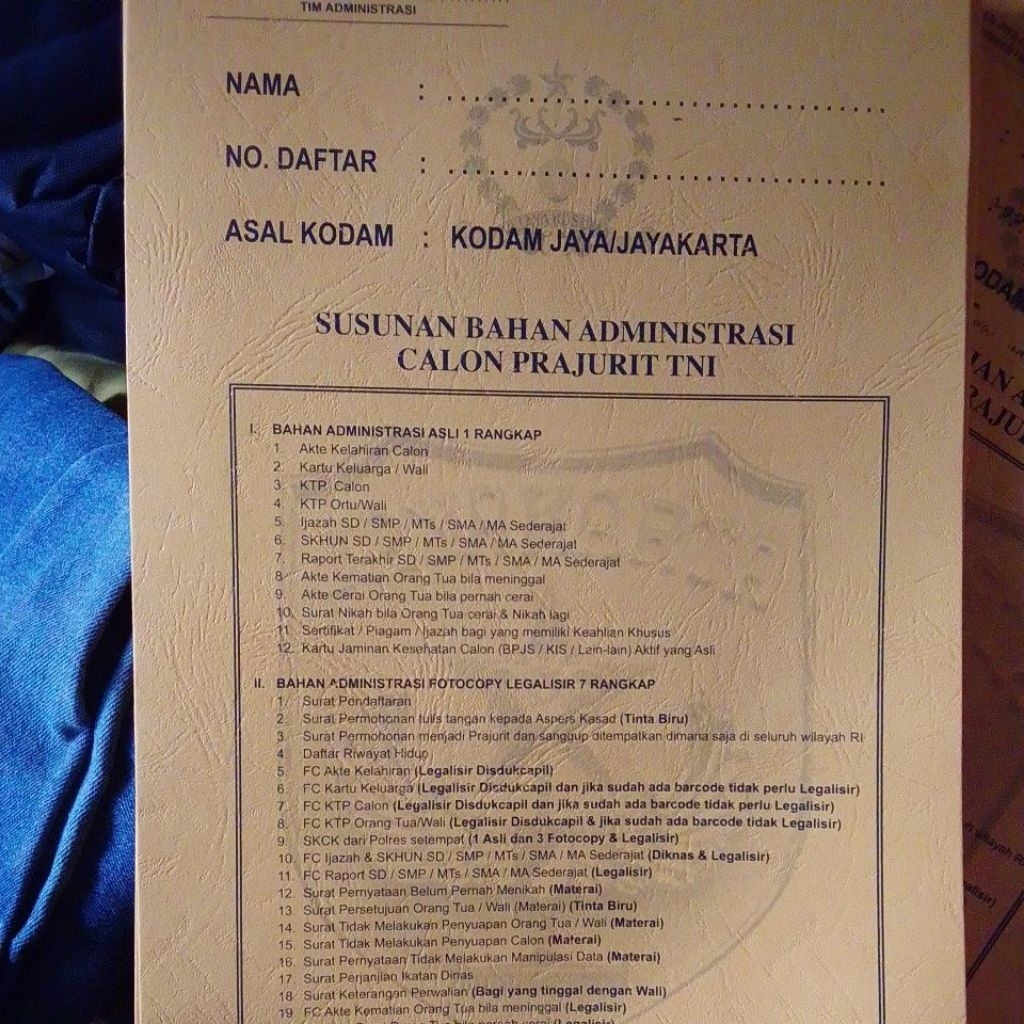 TIM ADMINISTRASI
NAMA : ........................................
NO. DAFTAR : ........................................
ASAL KODAM : KODAM JAYA/JAYAKARTA
SUSUNAN BAHAN ADMINISTRASI
CALON PRAJURIT TNI
I. BAHAN ADMINISTRASI ASLI 1 RANGKAP
1. Akte Kelahiran Calon
2. Kartu Keluarga / Wali
3. KTP Calon
4. KTP Ortu/Wali
5. Ijazah SD / SMP / MTs / SMA / MA Sederajat
6. SKHUN SD / SMP / MTs / SMA / MA Sederajat
7. Raport Terakhir SD / SMP / MTs / SMA / MA Sederajat
8. Akte Kematian Orang Tua bila meninggal
9. Akte Cerai Orang Tua bila pernah cerai
10. Surat Nikah bila Orang Tua cerai & Nikah lagi
11. Sertifikat / Piagam / Ijazah bagi yang memiliki Keahlian Khusus
12. Kartu Jaminan Kesehatan Calon (BPJS / KIS / Lain-lain) Aktif yang Asli
II. BAHAN ADMINISTRASI FOTOCOPY LEGALISIR 7 RANGKAP
1. Surat Pendaftaran
2. Surat Permohonan tulis tangan kepada Aspers Kasad (Tinta Biru)
3. Surat Permohonan menjadi Prajurit dan sanggup ditempatkan dimana saja di seluruh wilayah RI
4. Daftar Riwayat Hidup
5. FC Akte Kelahiran (Legalisir Disdukcapil)
6. FC Kartu Keluarga (Legalisir Disdukcapil dan jika sudah ada barcode tidak perlu Legalisir)
7. FC KTP Calon (Legalisir Disdukcapil dan jika sudah ada barcode tidak perlu Legalisir)
8. FC KTP Orang Tua/Wali (Legalisir Disdukcapil & jika sudah ada barcode tidak Legalisir)
9. SKCK dari Polres setempat (1 Asli dan 3 Fotocopy & Legalisir)
10. FC Ijazah & SKHUN SD / SMP / MTs / SMA / MA Sederajat (Diknas & Legalisir)
11. FC Raport SD / SMP / MTs / SMA / MA Sederajat (Legalisir)
12. Surat Pernyataan Belum Pernah Menikah (Materai)
13. Surat Persetujuan Orang Tua / Wali (Materai) (Tinta Biru)
14. Surat Tidak Melakukan Penyuapan Orang Tua / Wali (Materai)
15. Surat Tidak Melakukan Penyuapan Calon (Materai)
16. Surat Pernyataan Tidak Melakukan Manipulasi Data (Materai)
17. Surat Perjanjian Ikatan Dinas
18. Surat Keterangan Perwalian (Bagi yang tinggal dengan Wali)
19. FC Akte Kematian Orang Tua bila meninggal (Legalisir)